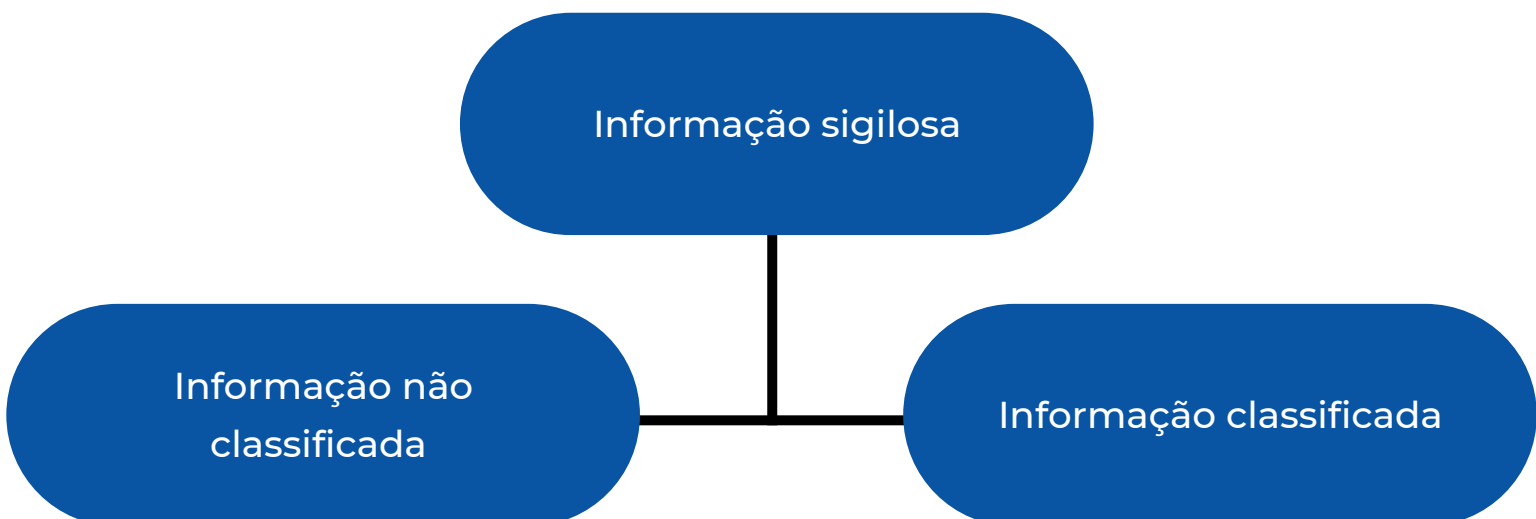 Informação sigilosa
Informação não
classificada
Informação classificada